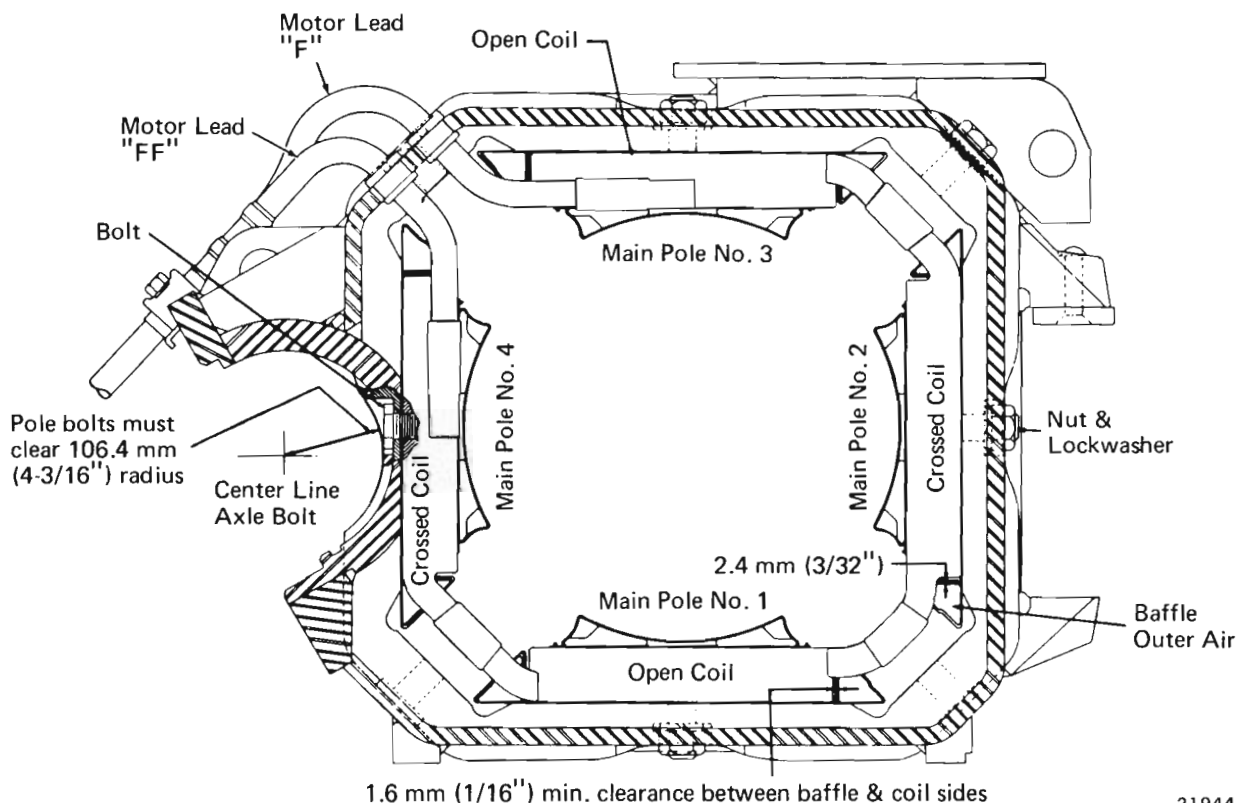 Motor Lead
"F"
Open Coil
Motor Lead
"FF"
Bolt
Main Pole No. 3
Main Pole No. 4
Main Pole No. 2
Crossed Coil
Crossed Coil
Pole bolts must
clear 106.4 mm
(4-3/16") radius
Center Line
Axle Bolt
Nut &
Lockwasher
2.4 mm (3/32")
Main Pole No. 1
Baffle
Outer Air
Open Coil
1.6 mm (1/16") min. clearance between baffle & coil sides
21944